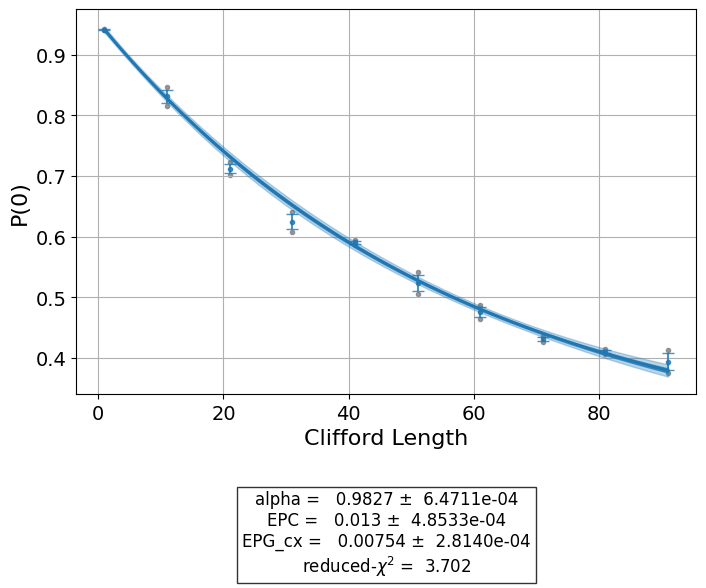 0.9
0.8
0.7
0.6
0.5
0.4
P(0)
0 20 40 60 80
Clifford Length
alpha = 0.9827 ± 6.4711e-04
EPC = 0.013 ± 4.8533e-04
EPG_cx = 0.00754 ± 2.8140e-04
reduced-χ² = 3.702